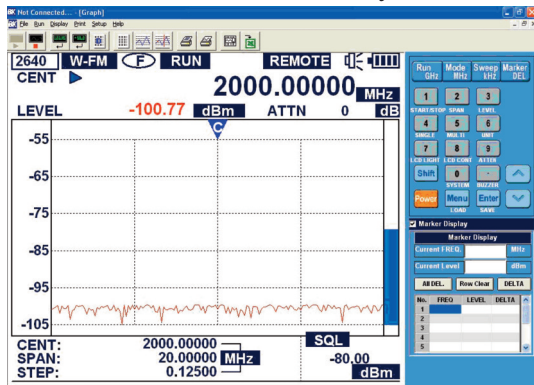 BK Not Connected.... - [Graph]
File Run Display Print Setup Help
2640 W-FM F RUN REMOTE
CENT 2000.00000 MHz
LEVEL -100.77 dBm ATTN 0 dB
C
-55
-65
-75
-85
-95
-105
CENT: 2000.00000 SQL
SPAN: 20.00000 MHz -80.00
STEP: 0.12500 dBm
Run GHz Mode MHz Sweep kHz Marker DEL
1 2 3
START/STOP SPAN LEVEL
4 5 6
SINGLE MULTI UNIT
7 8 9
LCD LIGHT LCD CONT ATTEN
Shift 0 .
SYSTEM BUZZER
Power Menu Enter
LOAD SAVE
Marker Display
Marker Display
Current FREQ. MHz
Current Level dBm
All DEL. Row Clear DELTA
No. FREQ LEVEL DELTA
1
2
3
4
5